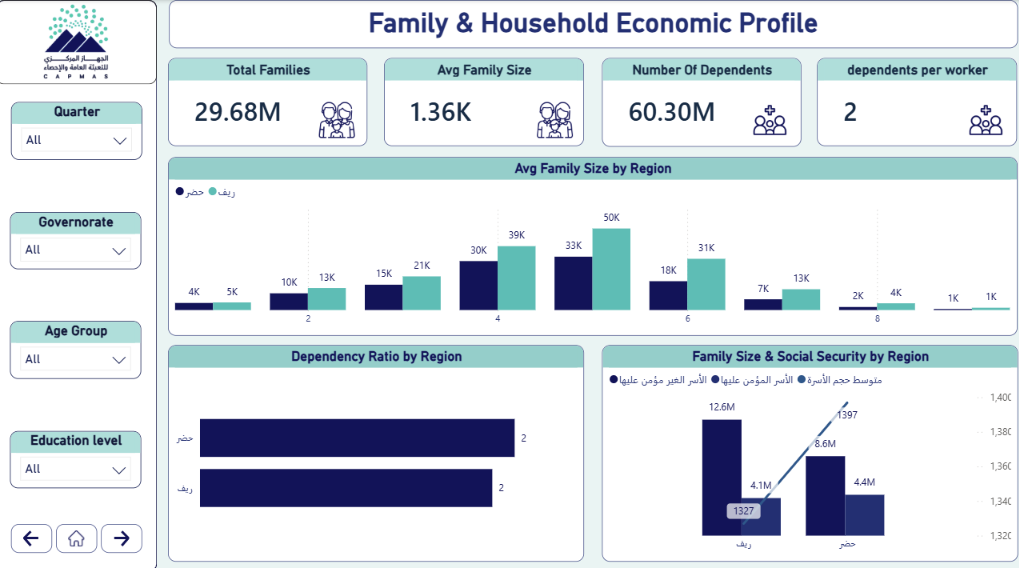 الجهـــاز المركـــزي
للتعبئة العامة والإحصاء
C A P M A S
Quarter
All
Governorate
All
Age Group
All
Education level
All
Family & Household Economic Profile
Total Families
29.68M
Avg Family Size
1.36K
Number Of Dependents
60.30M
dependents per worker
2
Avg Family Size by Region
حضر ريف
4K 5K 10K 13K 15K 21K 30K 39K 33K 50K 18K 31K 7K 13K 2K 4K 1K 1K
2 4 6 8
Dependency Ratio by Region
حضر 2
ريف 2
Family Size & Social Security by Region
الأسر الغير مؤمن عليها الأسر المؤمن عليها متوسط حجم الأسرة
1,400
1,380
1,360
1,340
1,320
12.6M 4.1M 1327
8.6M 4.4M 1397
ريف حضر